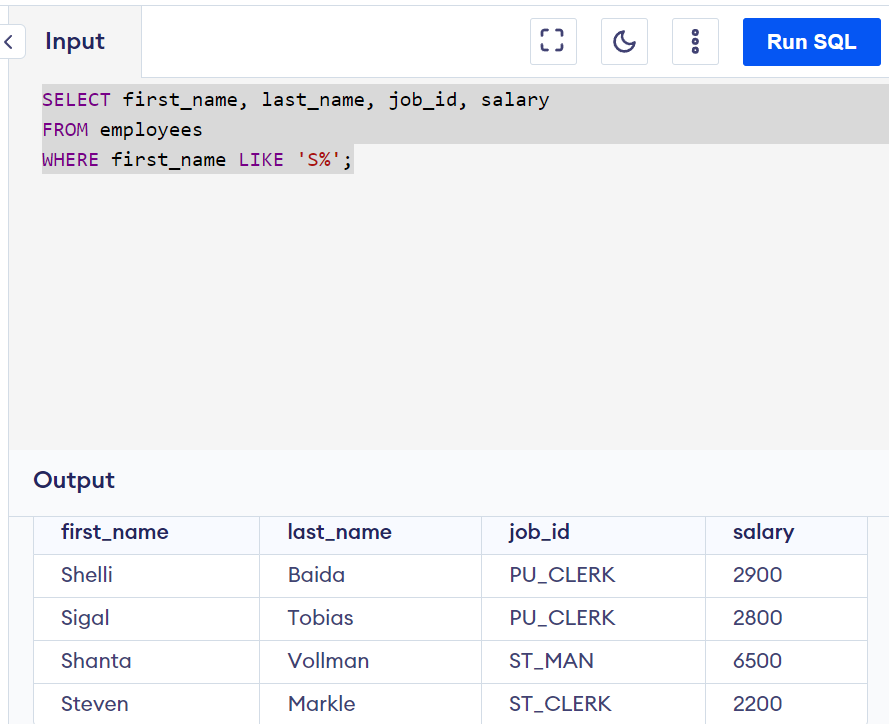 Input
Run SQL
SELECT first_name, last_name, job_id, salary
FROM employees
WHERE first_name LIKE 'S%';
Output
first_name last_name job_id salary
Shelli Baida PU_CLERK 2900
Sigal Tobias PU_CLERK 2800
Shanta Vollman ST_MAN 6500
Steven Markle ST_CLERK 2200